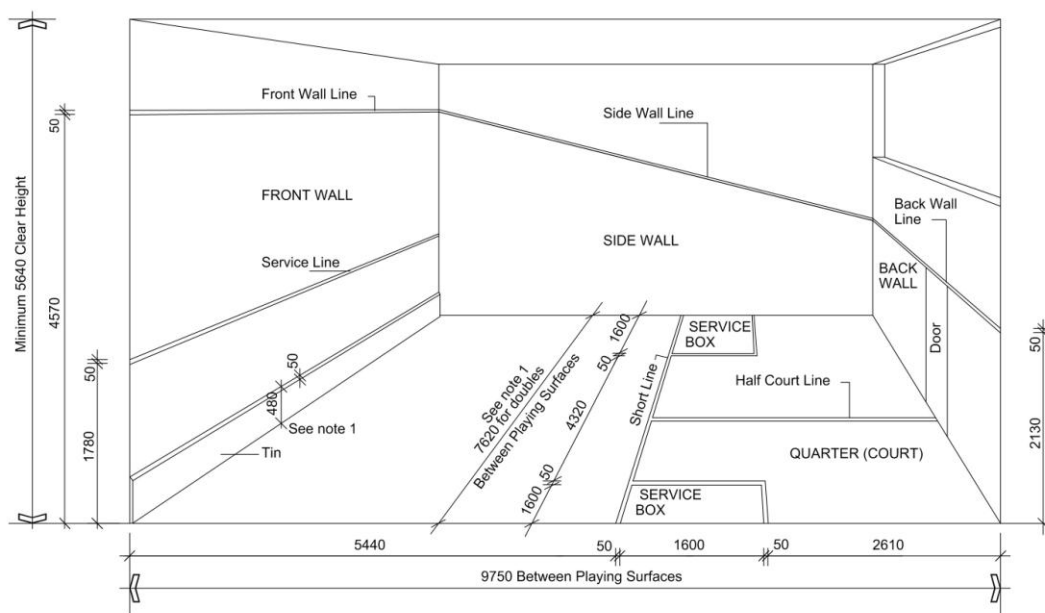 Minimum 5640 Clear Height
50
4570
50
1780
Front Wall Line
FRONT WALL
Service Line
50
480
See note 1
Tin
Side Wall Line
SIDE WALL
See note 1
7620 for doubles
Between Playing Surfaces
1600
50
4320
50
1600
Short Line
SERVICE
BOX
Half Court Line
QUARTER (COURT)
SERVICE
BOX
Back Wall
Line
BACK
WALL
Door
50
2130
5440
50
1600
50
2610
9750 Between Playing Surfaces